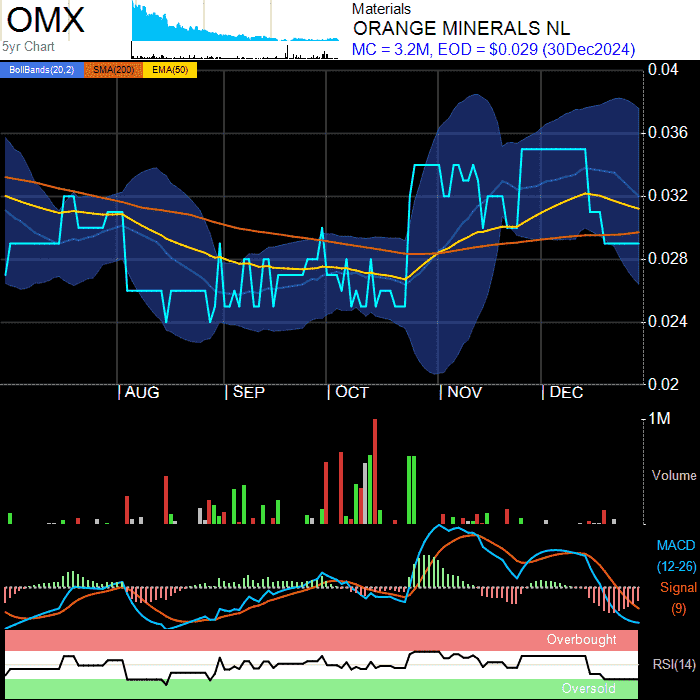 OMX
5yr Chart
Materials
ORANGE MINERALS NL
MC = 3.2M, EOD = $0.029 (30Dec2024)
BollBands(20,2) SMA(200) EMA(50)
0.04
0.036
0.032
0.028
0.024
0.02
| AUG | SEP | OCT | NOV | DEC
1M
Volume
MACD
(12-26)
Signal
(9)
Overbought
RSI(14)
Oversold